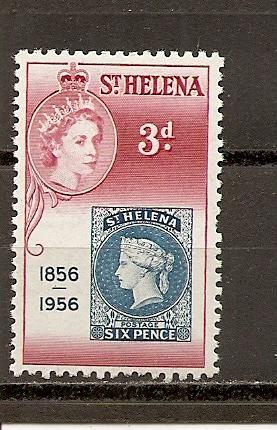 ST HELENA
3d.
1856
1956
ST HELENA
POSTAGE
SIX PENCE